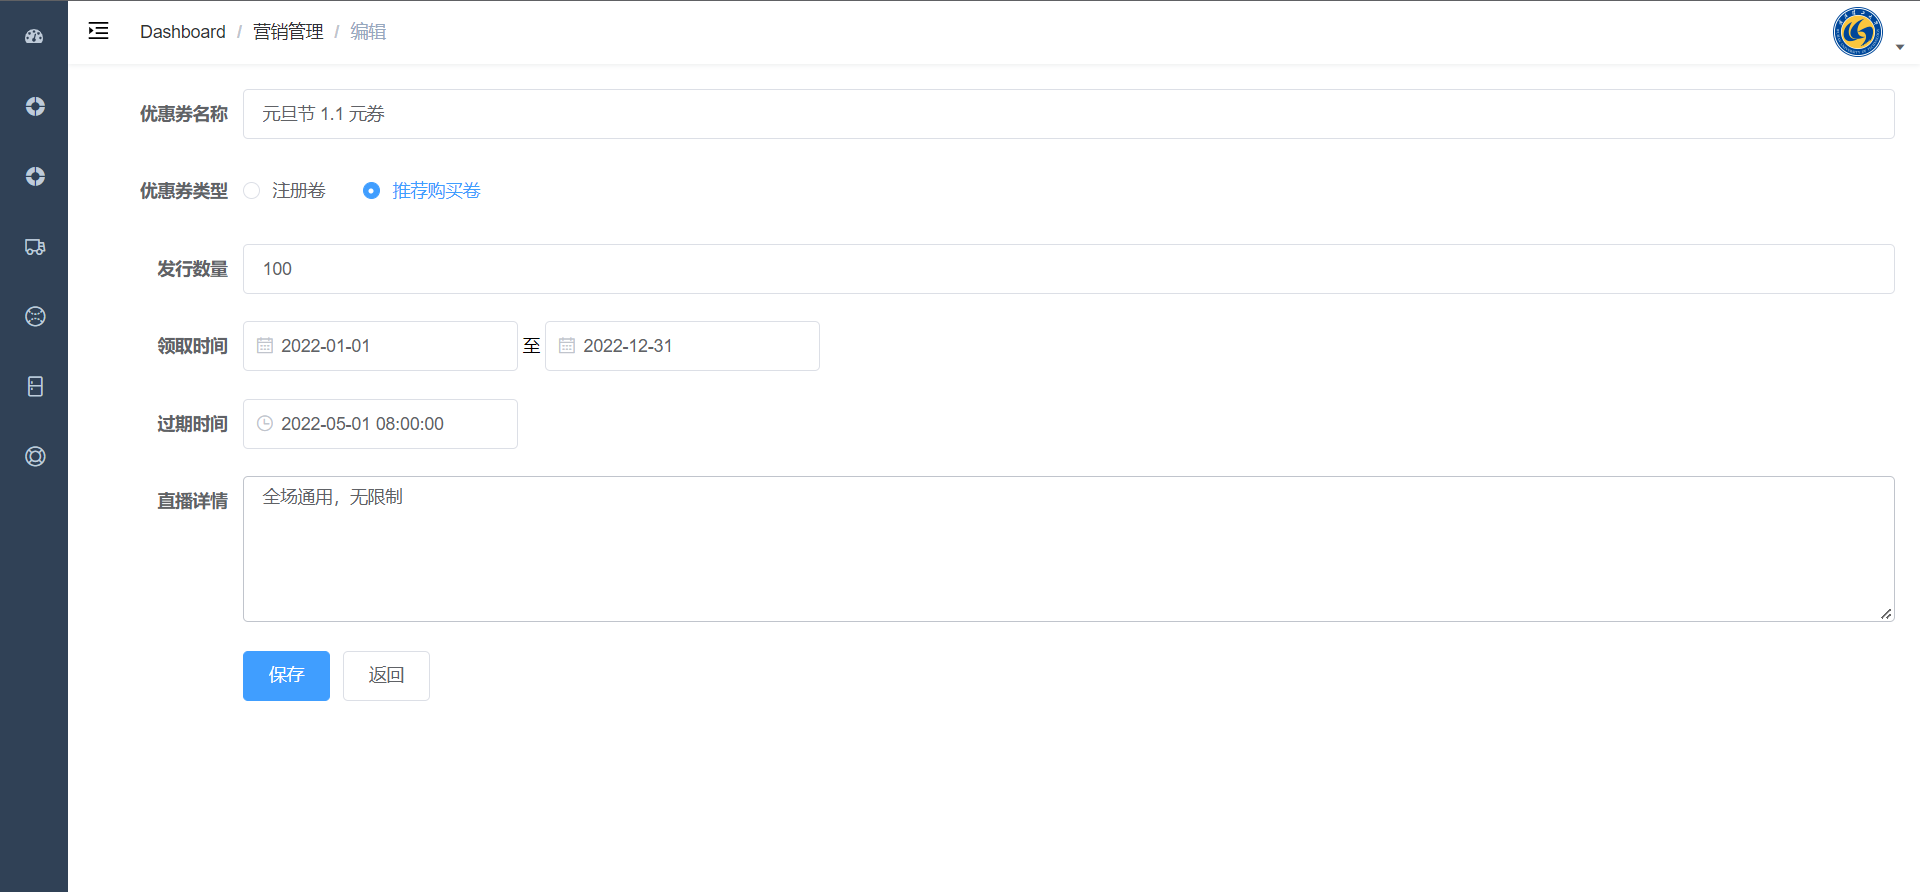 Dashboard / 营销管理 / 编辑
优惠券名称 元旦节 1.1 元券
优惠券类型 注册卷 推荐购买卷
发行数量 100
领取时间 2022-01-01 至 2022-12-31
过期时间 2022-05-01 08:00:00
直播详情 全场通用，无限制
保存 返回